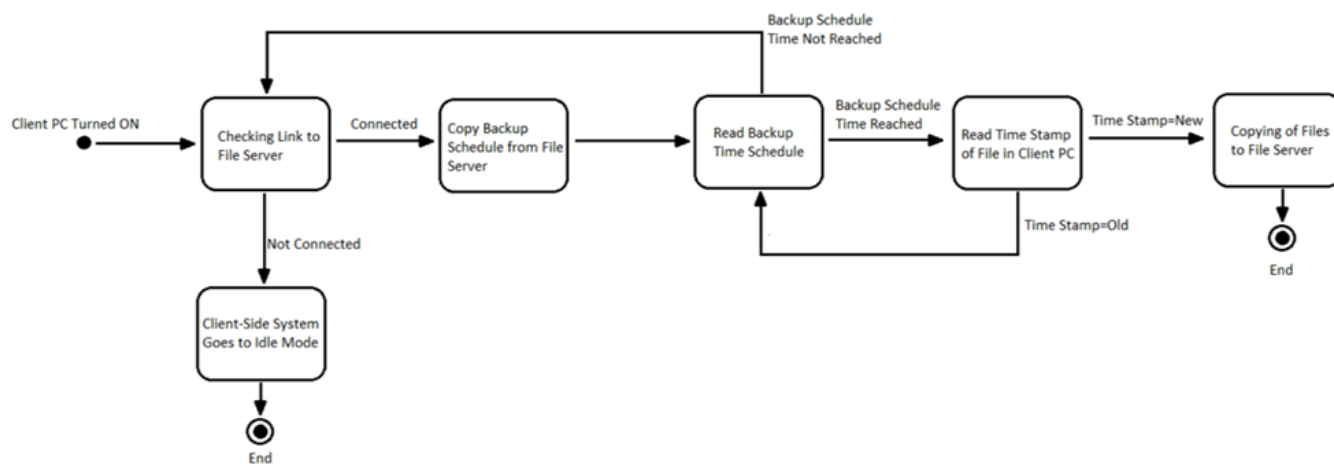 Backup Schedule
Time Not Reached
Client PC Turned ON
Checking Link to
File Server
Connected
Copy Backup
Schedule from File
Server
Read Backup
Time Schedule
Backup Schedule
Time Reached
Read Time Stamp
of File in Client PC
Time Stamp=New
Copying of Files
to File Server
Not Connected
Time Stamp=Old
End
Client-Side System
Goes to Idle Mode
End